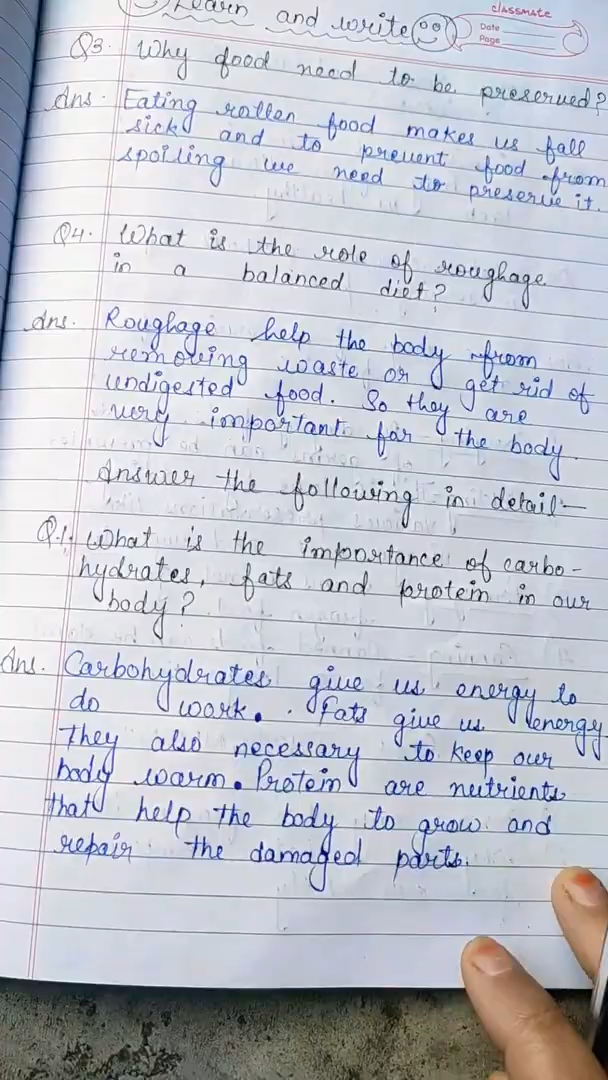 Learn and write
classmate
Date
Page
Q3. Why food need to be preserved?
Ans. Eating rotten food makes us fall
sick and to prevent food from
spoiling we need to preserve it.
Q4. What is the role of roughage
in a balanced diet?
Ans. Roughage help the body from
removing waste or get rid of
undigested food. So they are
very important for the body.
Answer the following in detail-
Q.1. What is the importance of carbo-
hydrates, fats and protein in our
body?
Ans. Carbohydrates give us energy to
do work. Fats give us energy
They also necessary to keep our
body warm. Protein are nutrients
that help the body to grow and
repair the damaged parts.